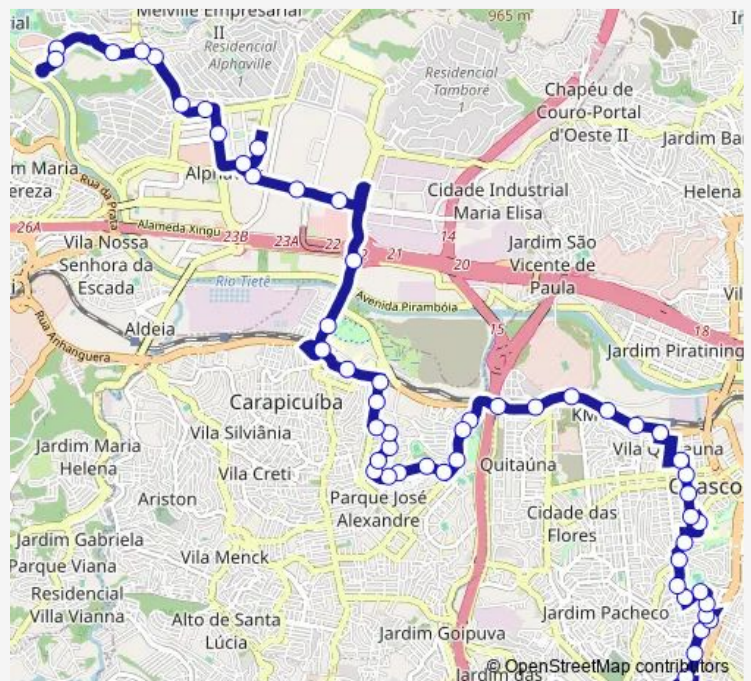 Melville Empresarial
II
965 m
Residencial
Alphaville
1
Residencial
Tamboré
1
Chapéu de
Couro-Portal
d'Oeste II
Jardim Ba
m Maria
ereza
Rua da Prata
Cidade Industrial
Maria Elisa
Helena
26A
Alameda Xingu
23B
23A
22
21
14
20
Vila Nossa
Senhora da
Escada
Jardim São
Vicente de
Paula
Rio Tietê
Avenida Pirambóia
15
18
Rua Anhanguera
Aldeia
Jardim Piratining
Carapicuíba
KM
Jardim Maria
Helena
Vila Silviânia
Vila Creti
Quitaúna
Ariston
Parque José
Alexandre
Cidade das
Flores
Jardim Gabriela
Parque Viana
Vila Menck
Residencial
Villa Vianna
Alto de Santa
Lúcia
Jardim Pacheco
Jardim Goipuva
Jardim das
© OpenStreetMap contributors